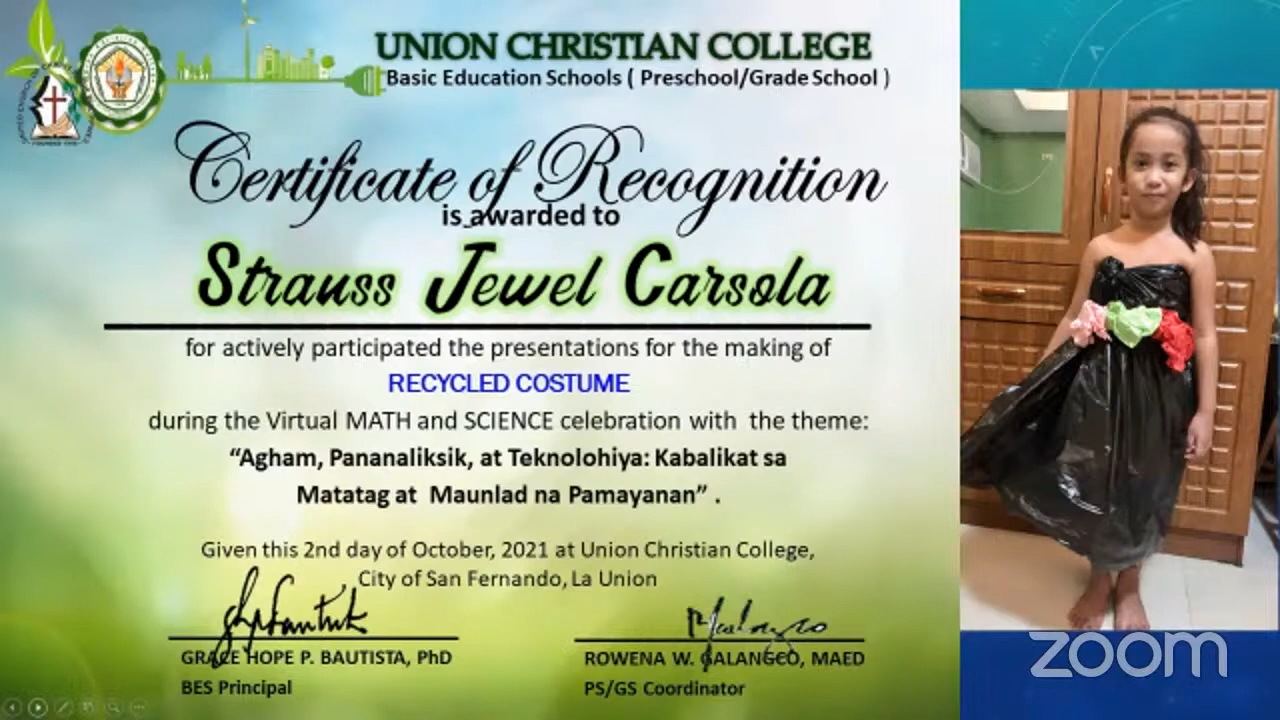 UNION CHRISTIAN COLLEGE
Basic Education Schools ( Preschool/Grade School )
Certificate of Recognition
is awarded to
Strauss Jewel Carsola
for actively participated the presentations for the making of
RECYCLED COSTUME
during the Virtual MATH and SCIENCE celebration with the theme:
“Agham, Pananaliksik, at Teknolohiya: Kabalikat sa
Matatag at Maunlad na Pamayanan” .
Given this 2nd day of October, 2021 at Union Christian College,
City of San Fernando, La Union
GRACE HOPE P. BAUTISTA, PhD
BES Principal
ROWENA W. GALANGCO, MAED
PS/GS Coordinator
zoom